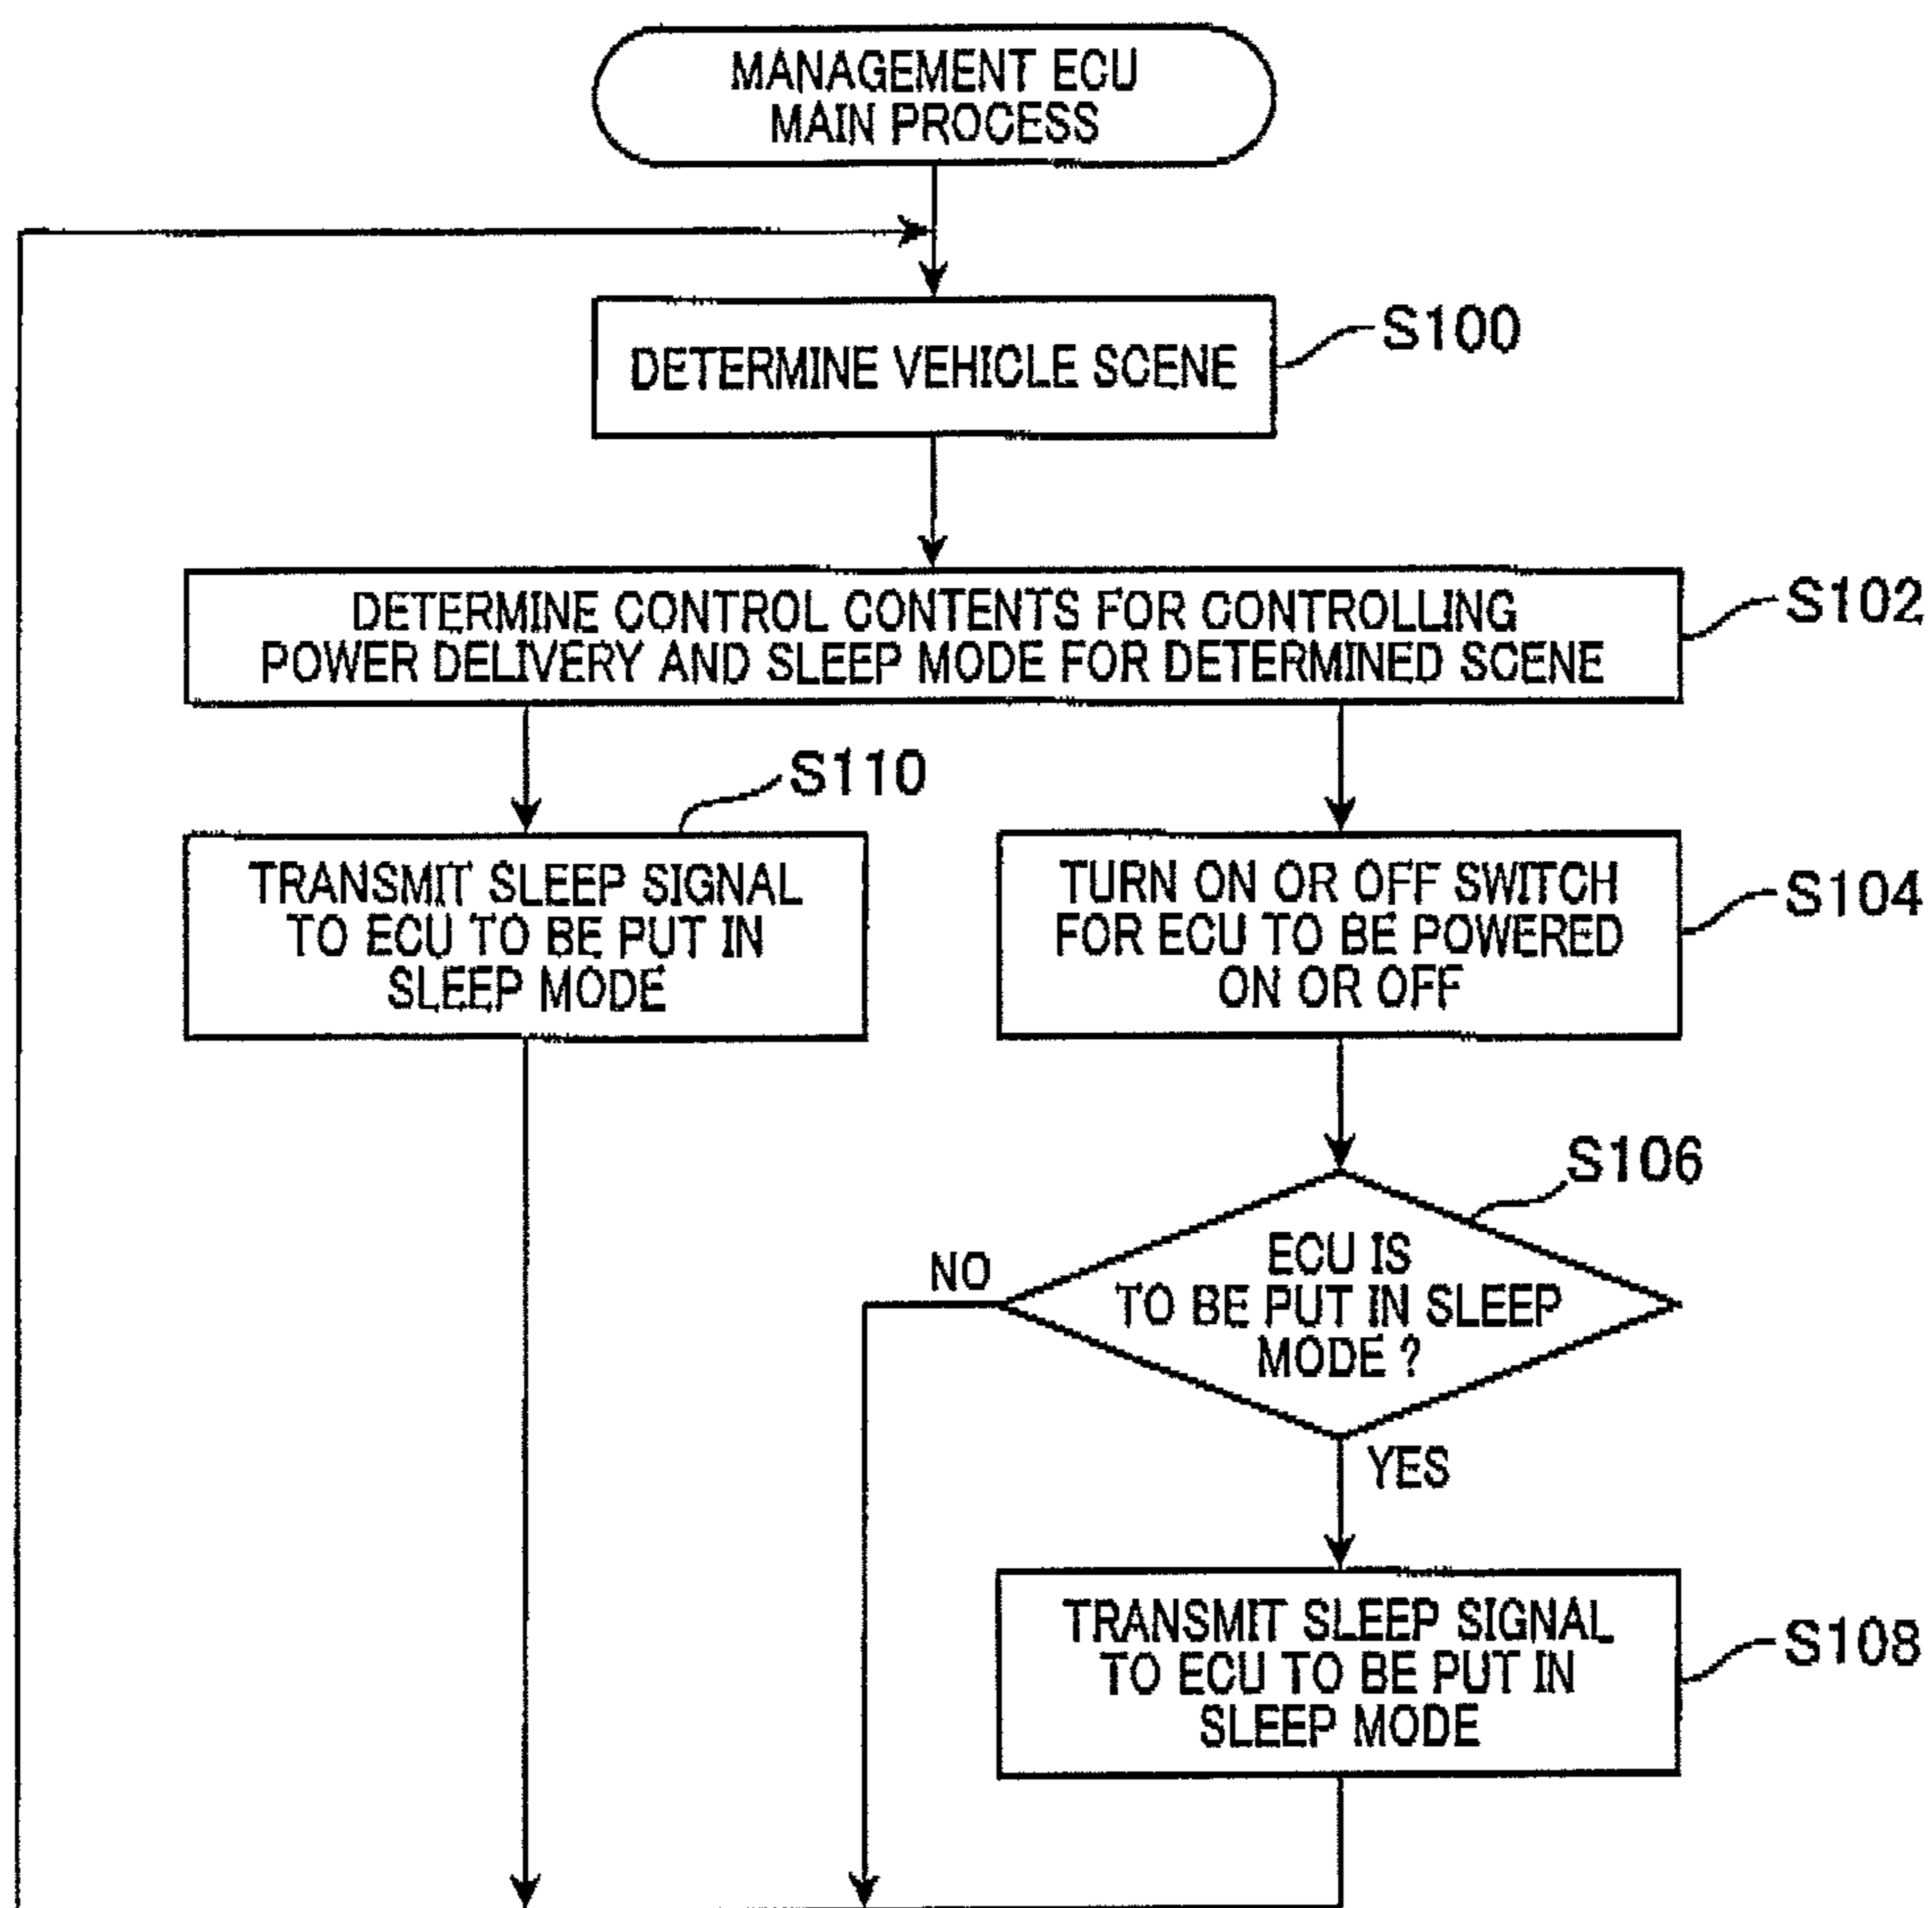 MANAGEMENT ECU
MAIN PROCESS
S100
DETERMINE VEHICLE SCENE
S102
DETERMINE CONTROL CONTENTS FOR CONTROLLING
POWER DELIVERY AND SLEEP MODE FOR DETERMINED SCENE
S110
TRANSMIT SLEEP SIGNAL
TO ECU TO BE PUT IN
SLEEP MODE
S104
TURN ON OR OFF SWITCH
FOR ECU TO BE POWERED
ON OR OFF
S106
ECU IS
TO BE PUT IN SLEEP
MODE ?
NO
YES
S108
TRANSMIT SLEEP SIGNAL
TO ECU TO BE PUT IN
SLEEP MODE